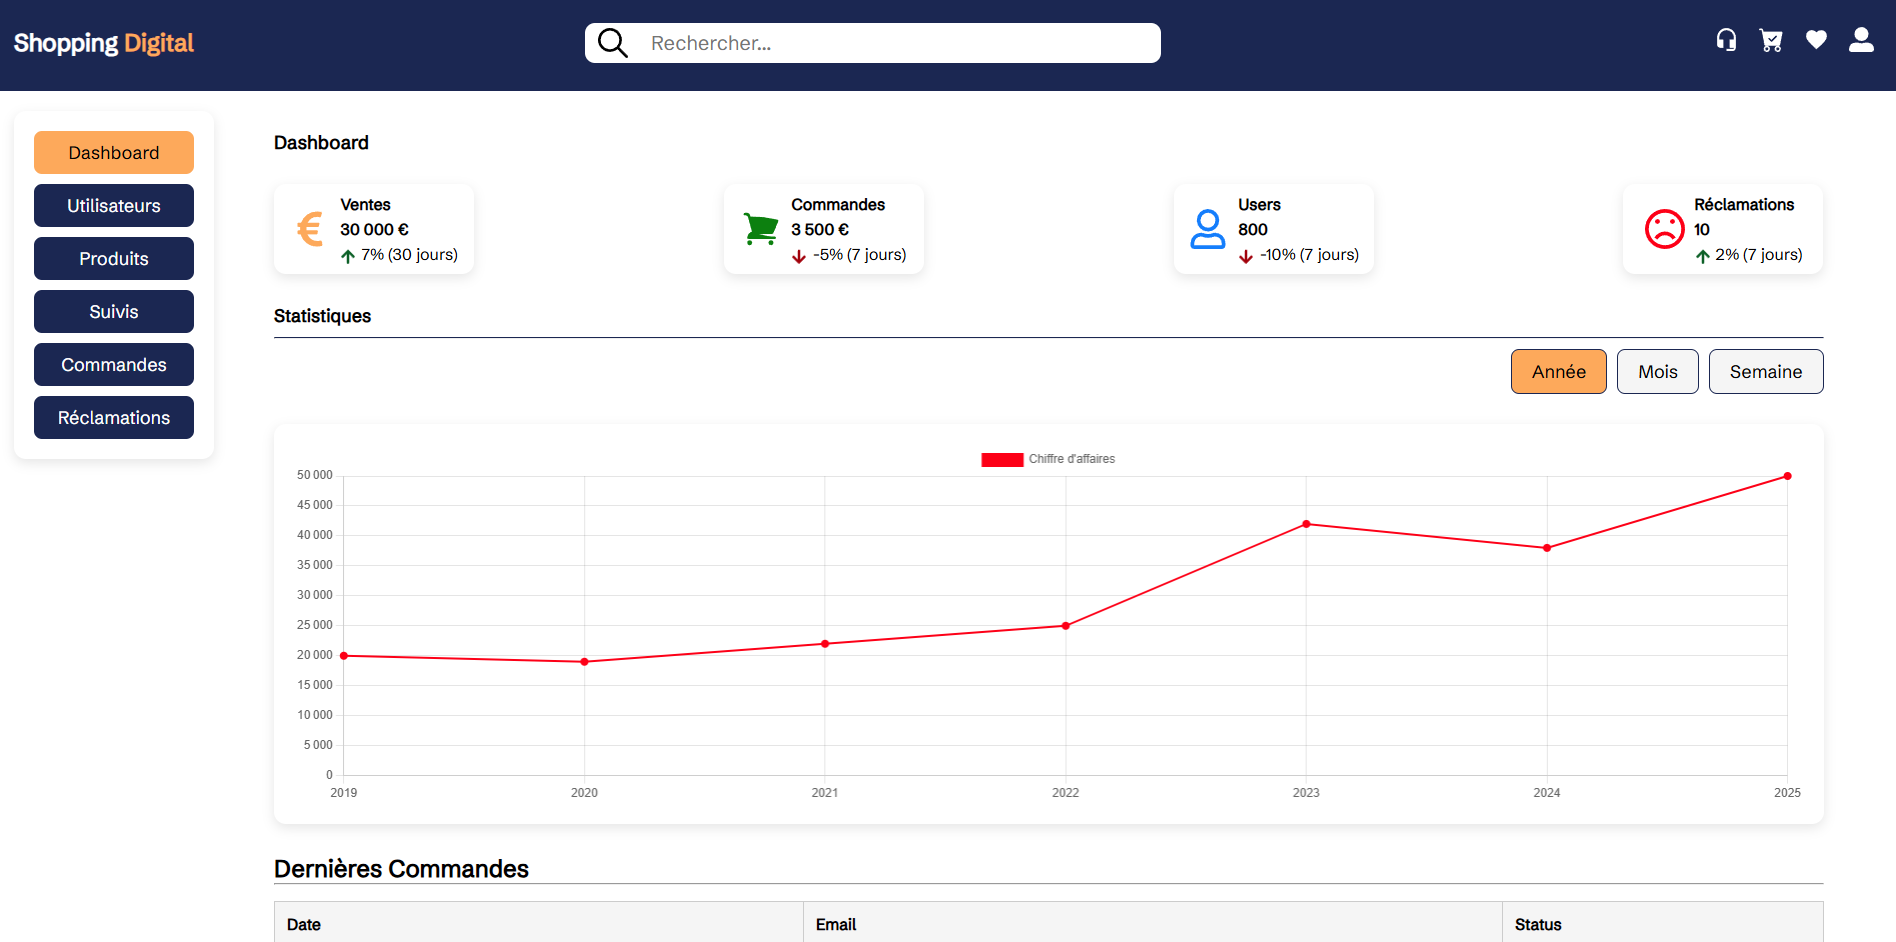 Shopping Digital
Rechercher...
Dashboard
Utilisateurs
Produits
Suivis
Commandes
Réclamations
Dashboard
Ventes
30 000 €
7% (30 jours)
Commandes
3 500 €
-5% (7 jours)
Users
800
-10% (7 jours)
Réclamations
10
2% (7 jours)
Statistiques
Année Mois Semaine
Chiffre d'affaires
50 000
45 000
40 000
35 000
30 000
25 000
20 000
15 000
10 000
5 000
0
2019 2020 2021 2022 2023 2024 2025
Dernières Commandes
Date Email Status